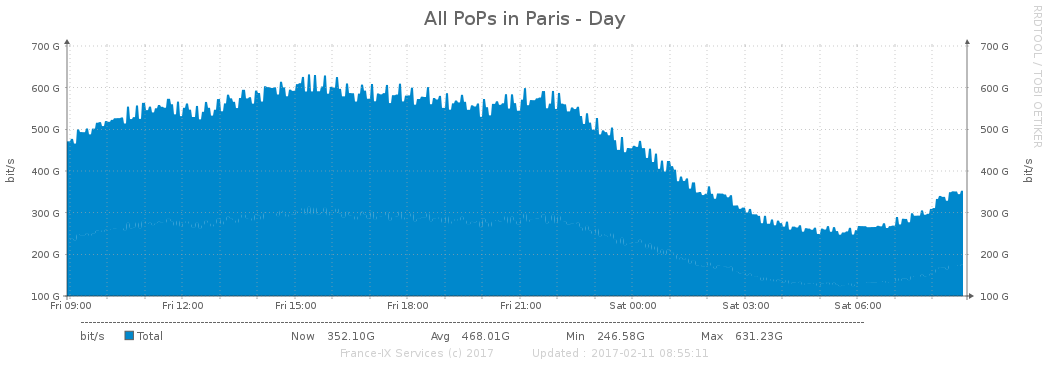 All PoPs in Paris - Day
RRDTOOL / TOBI OETIKER
700 G 700 G
600 G 600 G
500 G 500 G
400 G 400 G
300 G 300 G
200 G 200 G
100 G 100 G
bit/s bit/s
Fri 09:00 Fri 12:00 Fri 15:00 Fri 18:00 Fri 21:00 Sat 00:00 Sat 03:00 Sat 06:00
bit/s Total Now 352.10G Avg 468.01G Min 246.58G Max 631.23G
France-IX Services (c) 2017 Updated : 2017-02-11 08:55:11